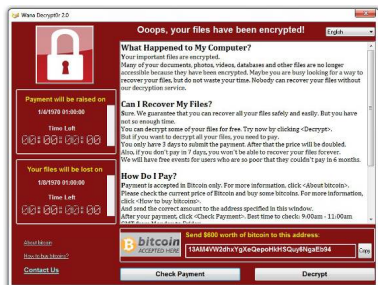 Wana Decrypt0r 2.0
Ooops, your files have been encrypted!
English
Payment will be raised on
1/4/1970 01:00:00
Time Left
00:00:00:00
Your files will be lost on
1/8/1970 01:00:00
Time Left
00:00:00:00
About bitcoin
How to buy bitcoins?
Contact Us
What Happened to My Computer?
Your important files are encrypted.
Many of your documents, photos, videos, databases and other files are no longer
accessible because they have been encrypted. Maybe you are busy looking for a way to
recover your files, but do not waste your time. Nobody can recover your files without
our decryption service.
Can I Recover My Files?
Sure. We guarantee that you can recover all your files safely and easily. But you have
not so enough time.
You can decrypt some of your files for free. Try now by clicking <Decrypt>.
But if you want to decrypt all your files, you need to pay.
You only have 3 days to submit the payment. After that the price will be doubled.
Also, if you don't pay in 7 days, you won't be able to recover your files forever.
We will have free events for users who are so poor that they couldn't pay in 6 months.
How Do I Pay?
Payment is accepted in Bitcoin only. For more information, click <About bitcoin>.
Please check the current price of Bitcoin and buy some bitcoins. For more information,
click <How to buy bitcoins>.
And send the correct amount to the address specified in this window.
After your payment, click <Check Payment>. Best time to check: 9:00am - 11:00am
bitcoin
ACCEPTED HERE
Send $600 worth of bitcoin to this address:
13AM4VW2dhxYgXeQepoHkHSQuy6NgaEb94
Copy
Check Payment
Decrypt